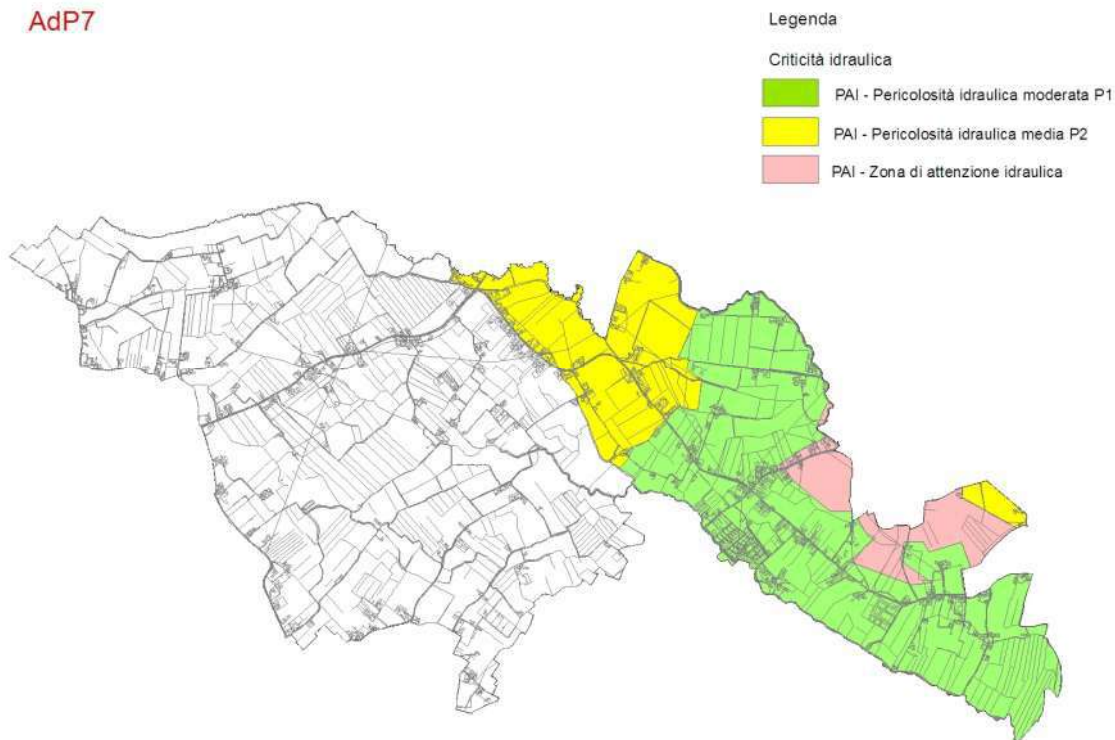 AdP7
Legenda
Criticità idraulica
PAI - Pericolosità idraulica moderata P1
PAI - Pericolosità idraulica media P2
PAI - Zona di attenzione idraulica